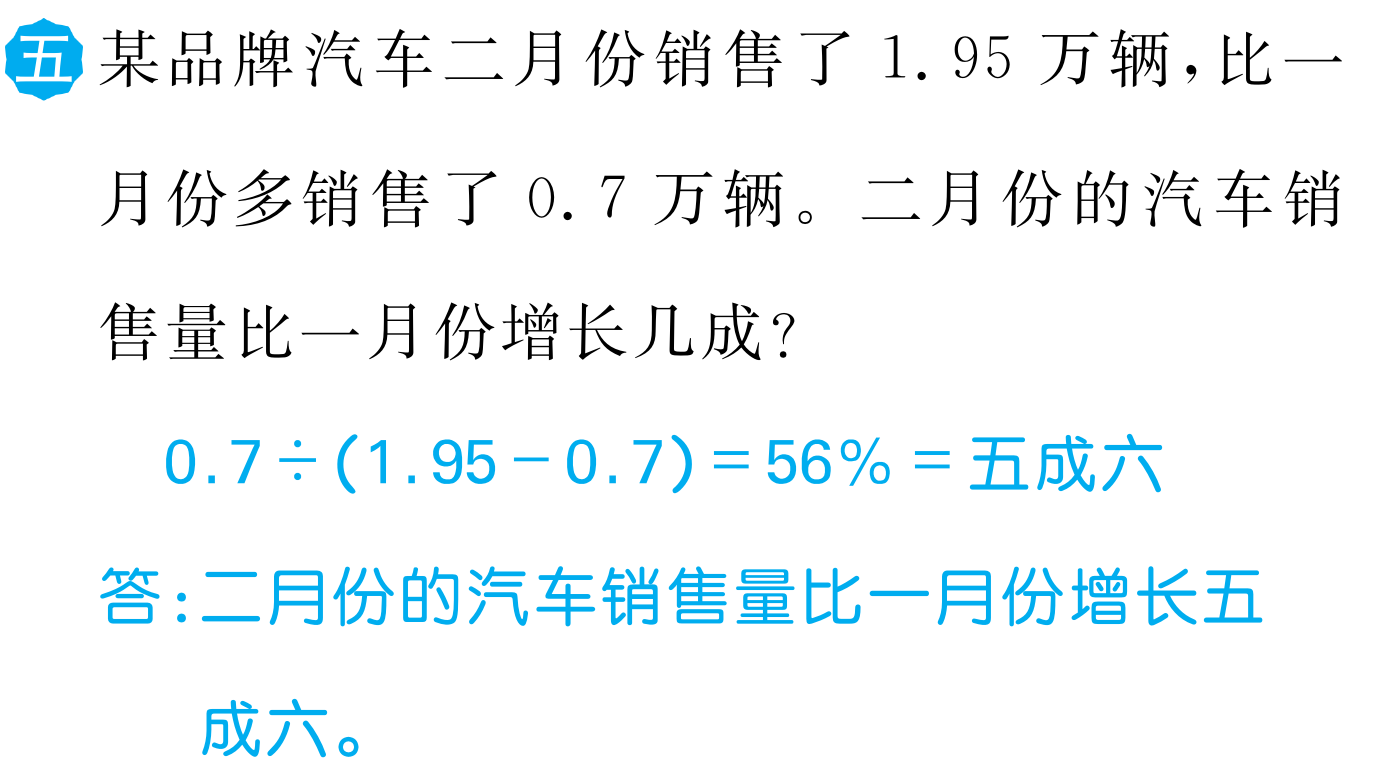 五 某品牌汽车二月份销售了 1.95 万辆,比一
月份多销售了 0.7 万辆。二月份的汽车销
售量比一月份增长几成?
0.7÷(1.95-0.7)=56%=五成六
答:二月份的汽车销售量比一月份增长五
成六。